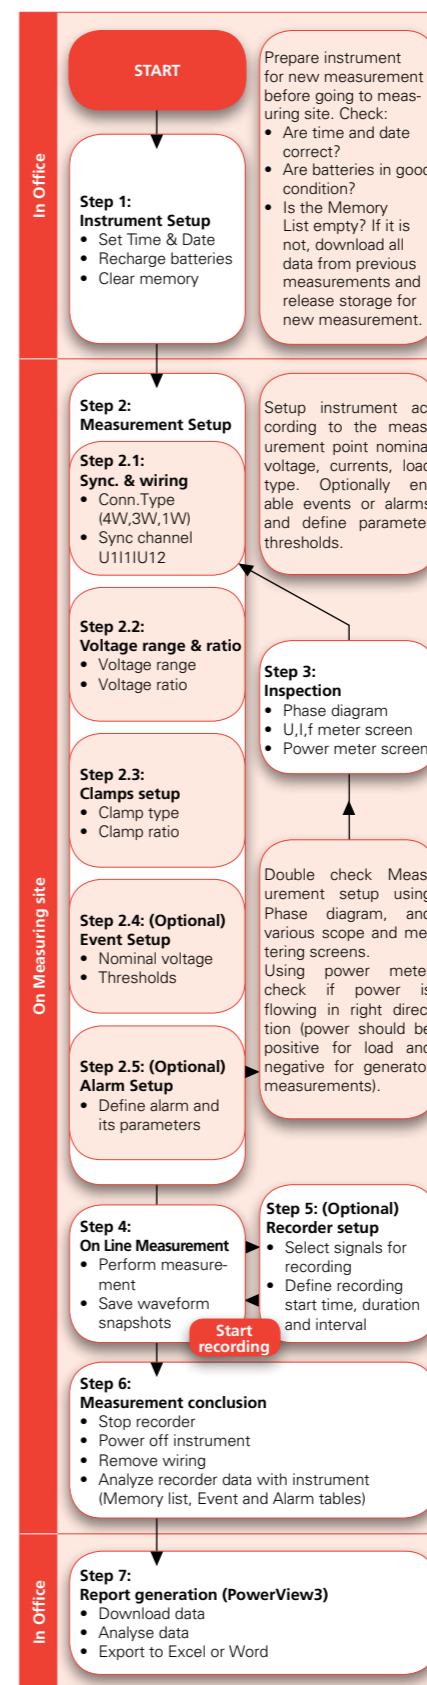 In Office
START
Prepare instrument
for new measurement
before going to meas-
uring site. Check:
• Are time and date
correct?
• Are batteries in good
condition?
• Is the Memory
List empty? If it is
not, download all
data from previous
measurements and
release storage for
new measurement.
Step 1:
Instrument Setup
• Set Time & Date
• Recharge batteries
• Clear memory
On Measuring site
Step 2:
Measurement Setup
Step 2.1:
Sync. & wiring
• Conn.Type
(4W,3W,1W)
• Sync channel
U1I1IU12
Setup instrument ac
cording to the meas
urement point nomina
voltage, currents, load
type. Optionally en
able events or alarms
and define paramete
thresholds.
Step 2.2:
Voltage range & ratio
• Voltage range
• Voltage ratio
Step 3:
Inspection
• Phase diagram
• U,I,f meter screen
• Power meter screen
Step 2.3:
Clamps setup
• Clamp type
• Clamp ratio
Step 2.4: (Optional)
Event Setup
• Nominal voltage
• Thresholds
Double check Meas
urement setup using
Phase diagram, and
various scope and me
tering screens.
Using power mete
check if power is
flowing in right direc
tion (power should be
positive for load and
negative for generato
measurements).
Step 2.5: (Optional)
Alarm Setup
• Define alarm and
its parameters
Step 4:
On Line Measurement
• Perform measure-
ment
• Save waveform
snapshots
Step 5: (Optional)
Recorder setup
• Select signals for
recording
• Define recording
start time, duration
and interval
Start
recording
Step 6:
Measurement conclusion
• Stop recorder
• Power off instrument
• Remove wiring
• Analyze recorder data with instrument
(Memory list, Event and Alarm tables)
In Office
Step 7:
Report generation (PowerView3)
• Download data
• Analyse data
• Export to Excel or Word